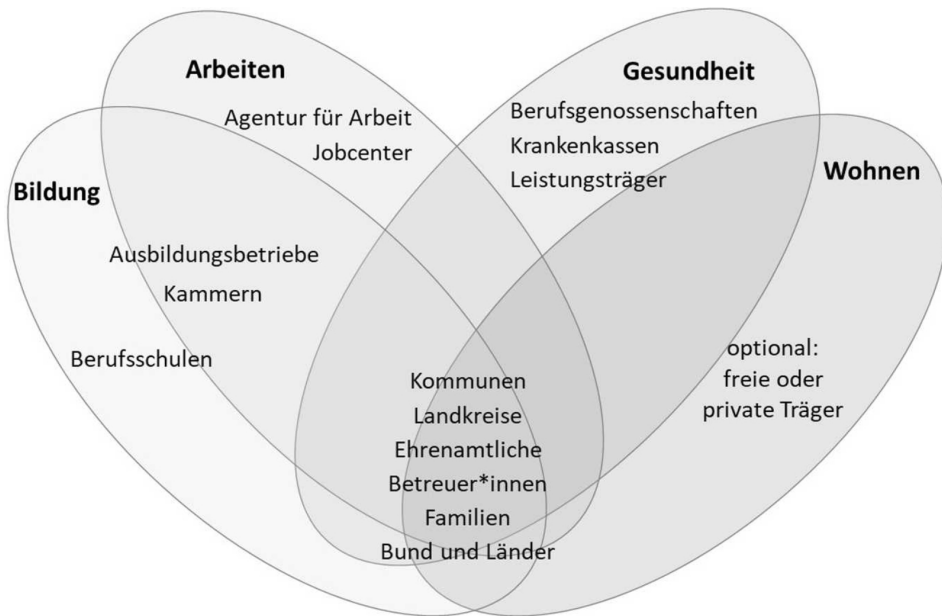 Arbeiten
Agentur für Arbeit
Jobcenter
Gesundheit
Berufsgenossenschaften
Krankenkassen
Leistungsträger
Bildung
Ausbildungsbetriebe
Kammern
Berufsschulen
Wohnen
optional:
freie oder
private Träger
Kommunen
Landkreise
Ehrenamtliche
Betreuer*innen
Familien
Bund und Länder